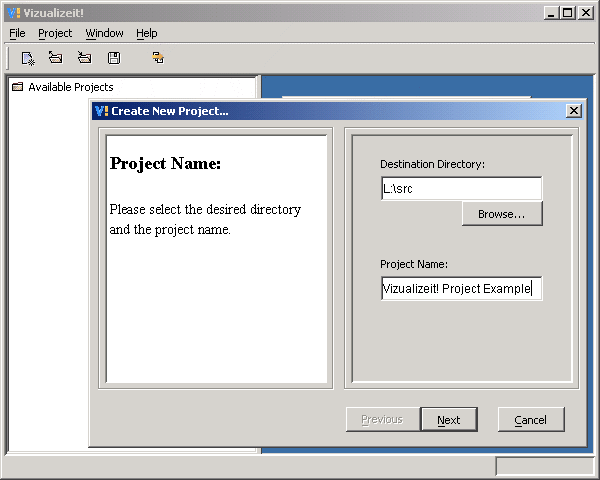 V! Vizualizeit!
File Project Window Help
Available Projects
V! Create New Project...
Project Name:
Please select the desired directory
and the project name.
Destination Directory:
L:\src
Browse...
Project Name:
Vizualizeit! Project Example
Previous Next Cancel